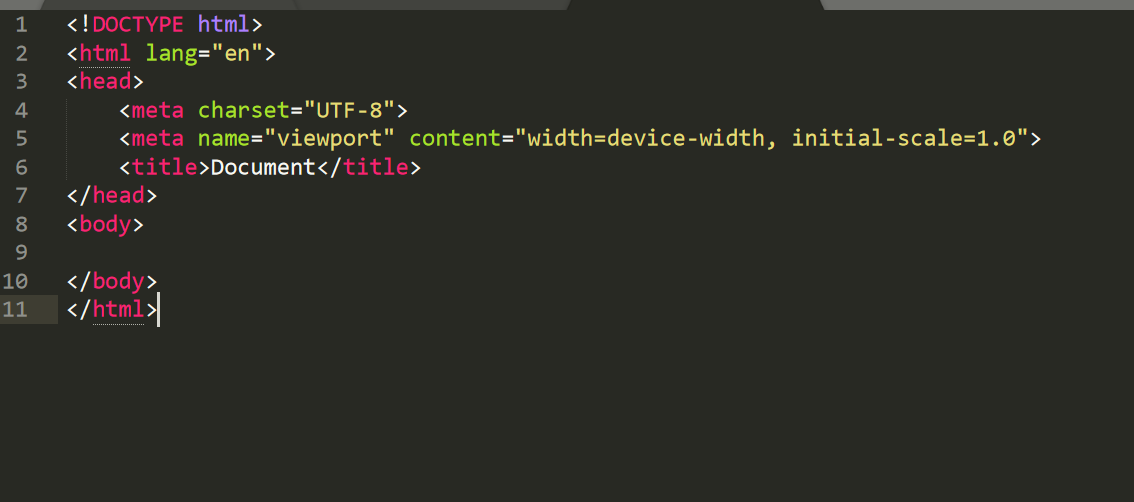 1 <!DOCTYPE html>
2 <html lang="en">
3 <head>
4     <meta charset="UTF-8">
5     <meta name="viewport" content="width=device-width, initial-scale=1.0">
6     <title>Document</title>
7 </head>
8 <body>
9
10 </body>
11 </html>